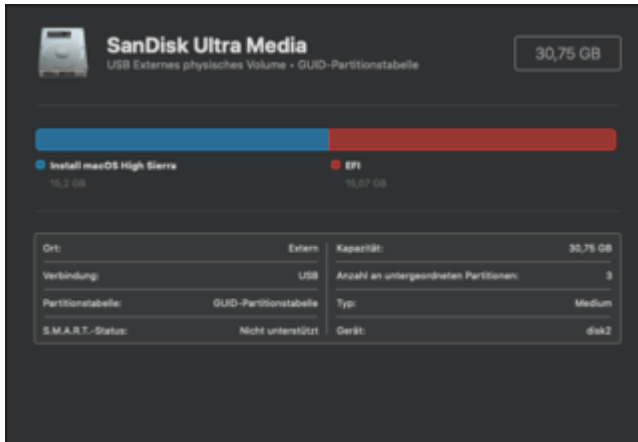 SanDisk Ultra Media
USB Externes physisches Volume • GUID-Partitionstabelle
30,75 GB
Install macOS High Sierra
15,2 GB
EFI
15,07 GB
Ort: Extern
Kapazität: 30,75 GB
Verbindung: USB
Anzahl an untergeordneten Partitionen: 3
Partitionstabelle: GUID-Partitionstabelle
Typ: Medium
S.M.A.R.T.-Status: Nicht unterstützt
Gerät: disk2